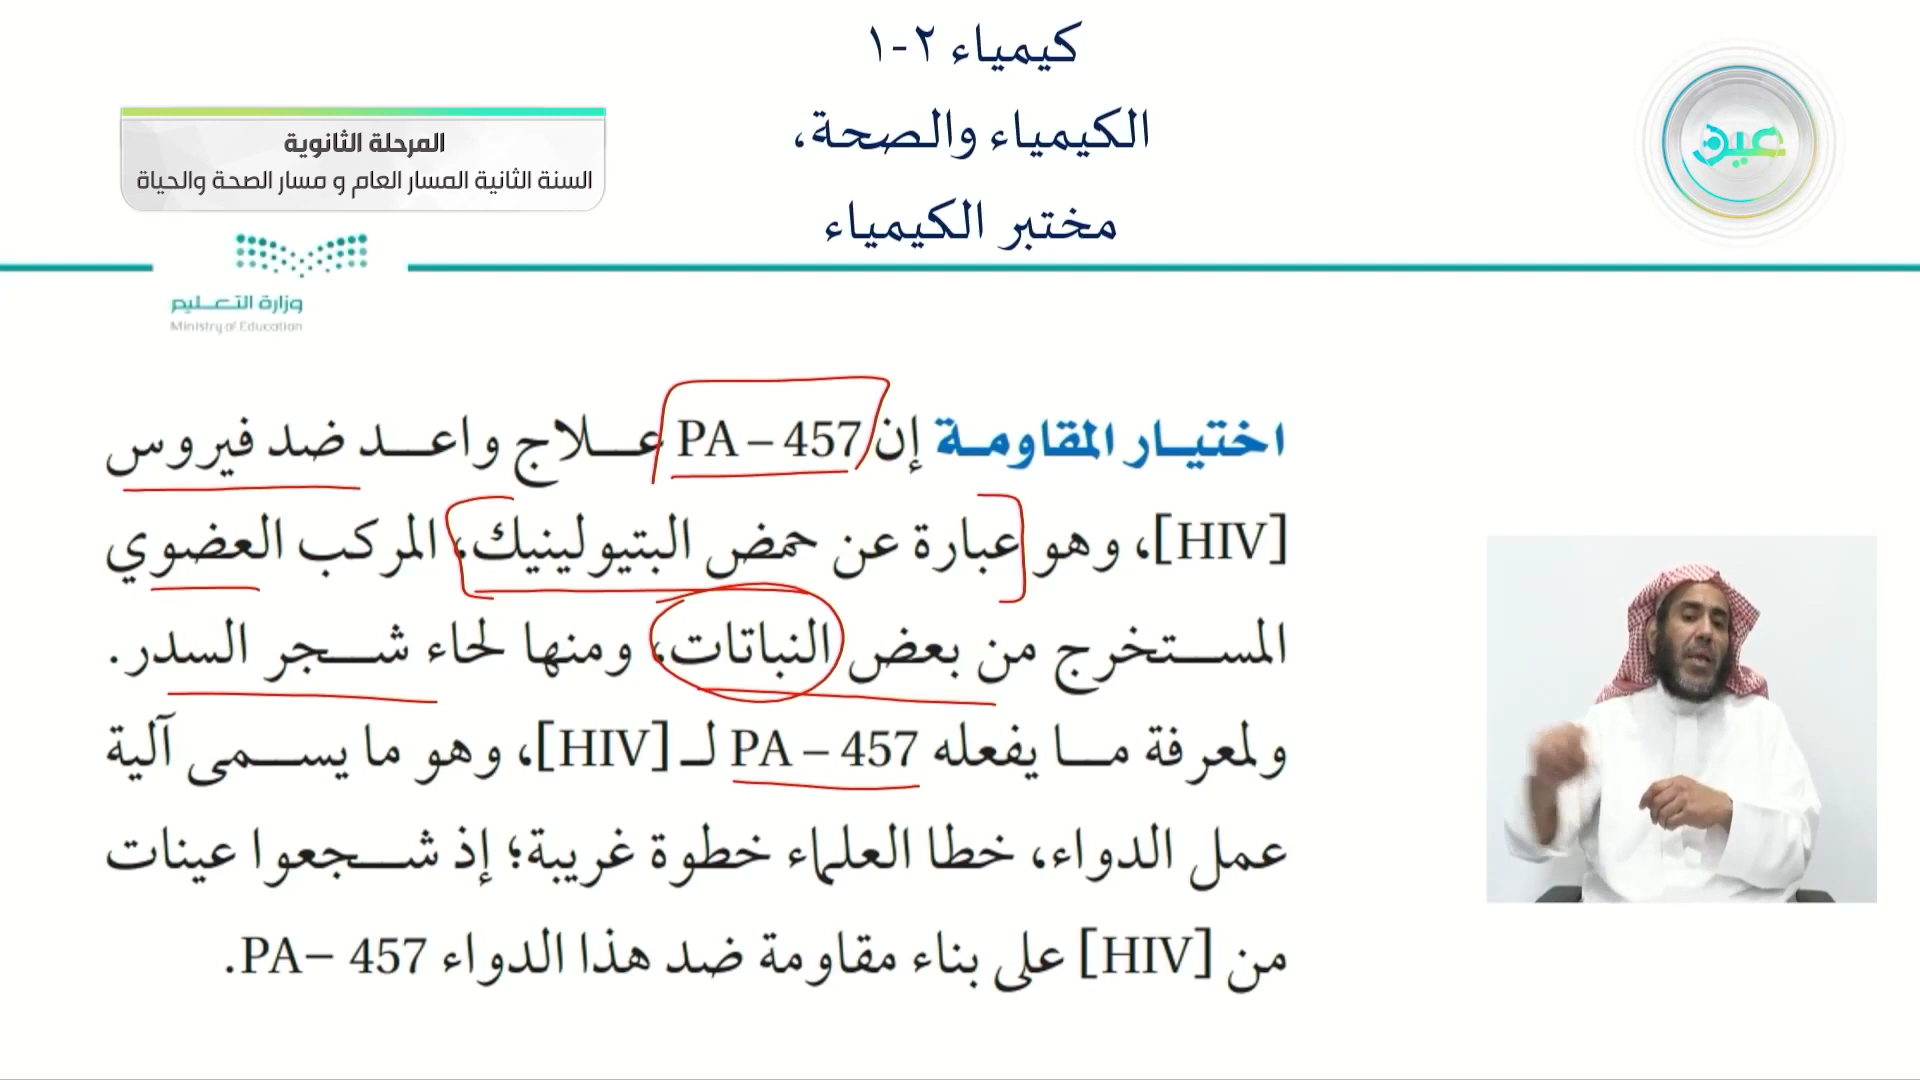 كيمياء ٢-١
الكيمياء والصحة،
مختبر الكيمياء
المرحلة الثانوية
السنة الثانية المسار العام و مسار الصحة والحياة
عين
وزارة التعليم
Ministry of Education
اختيار المقاومة إن PA – 457 علاج واعد ضد فيروس
[HIV]، وهو عبارة عن حمض البتيولينيك، المركب العضوي
المستخرج من بعض النباتات، ومنها لحاء شجر السدر.
ولمعرفة ما يفعله PA – 457 لـ [HIV]، وهو ما يسمى آلية
عمل الدواء، خطا العلماء خطوة غريبة؛ إذ شجعوا عينات
من [HIV] على بناء مقاومة ضد هذا الدواء PA– 457.